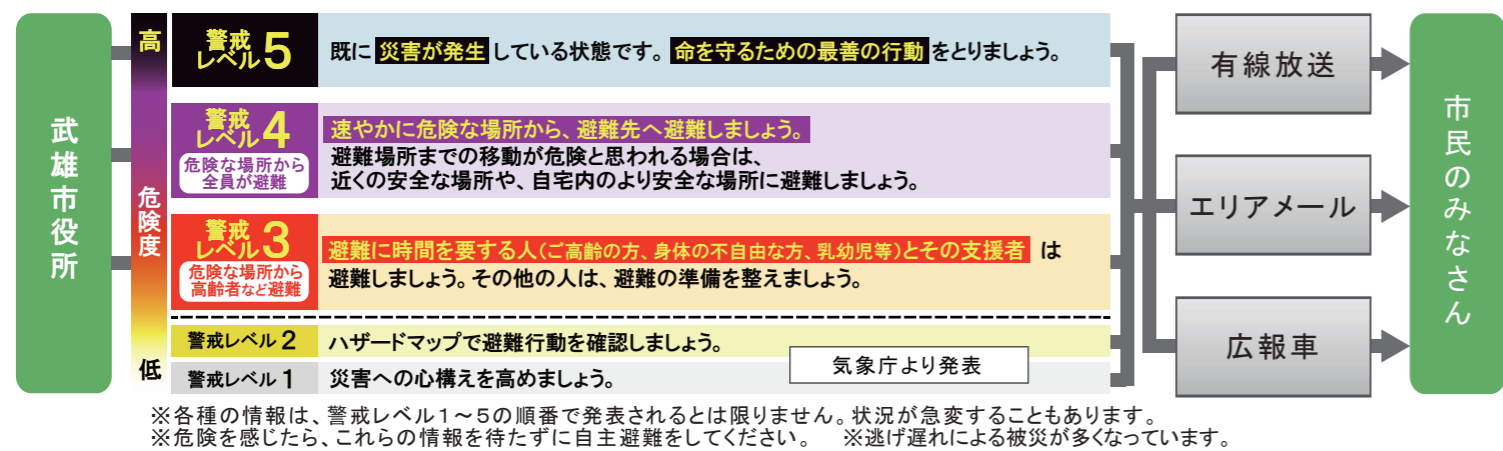 武雄市役所
高
危険度
低
警戒
レベル5
既に災害が発生している状態です。命を守るための最善の行動をとりましょう。
警戒
レベル4
危険な場所から
全員が避難
速やかに危険な場所から、避難先へ避難しましょう。
避難場所までの移動が危険と思われる場合は、
近くの安全な場所や、自宅内のより安全な場所に避難しましょう。
警戒
レベル3
危険な場所から
高齢者など避難
避難に時間を要する人(ご高齢の方、身体の不自由な方、乳幼児等)とその支援者 は
避難しましょう。その他の人は、避難の準備を整えましょう。
警戒レベル 2
ハザードマップで避難行動を確認しましょう。
警戒レベル 1
災害への心構えを高めましょう。
気象庁より発表
有線放送
エリアメール
広報車
市民のみなさん
※各種の情報は、警戒レベル1~5の順番で発表されるとは限りません。状況が急変することもあります。
※危険を感じたら、これらの情報を待たずに自主避難をしてください。 ※逃げ遅れによる被災が多くなっています。